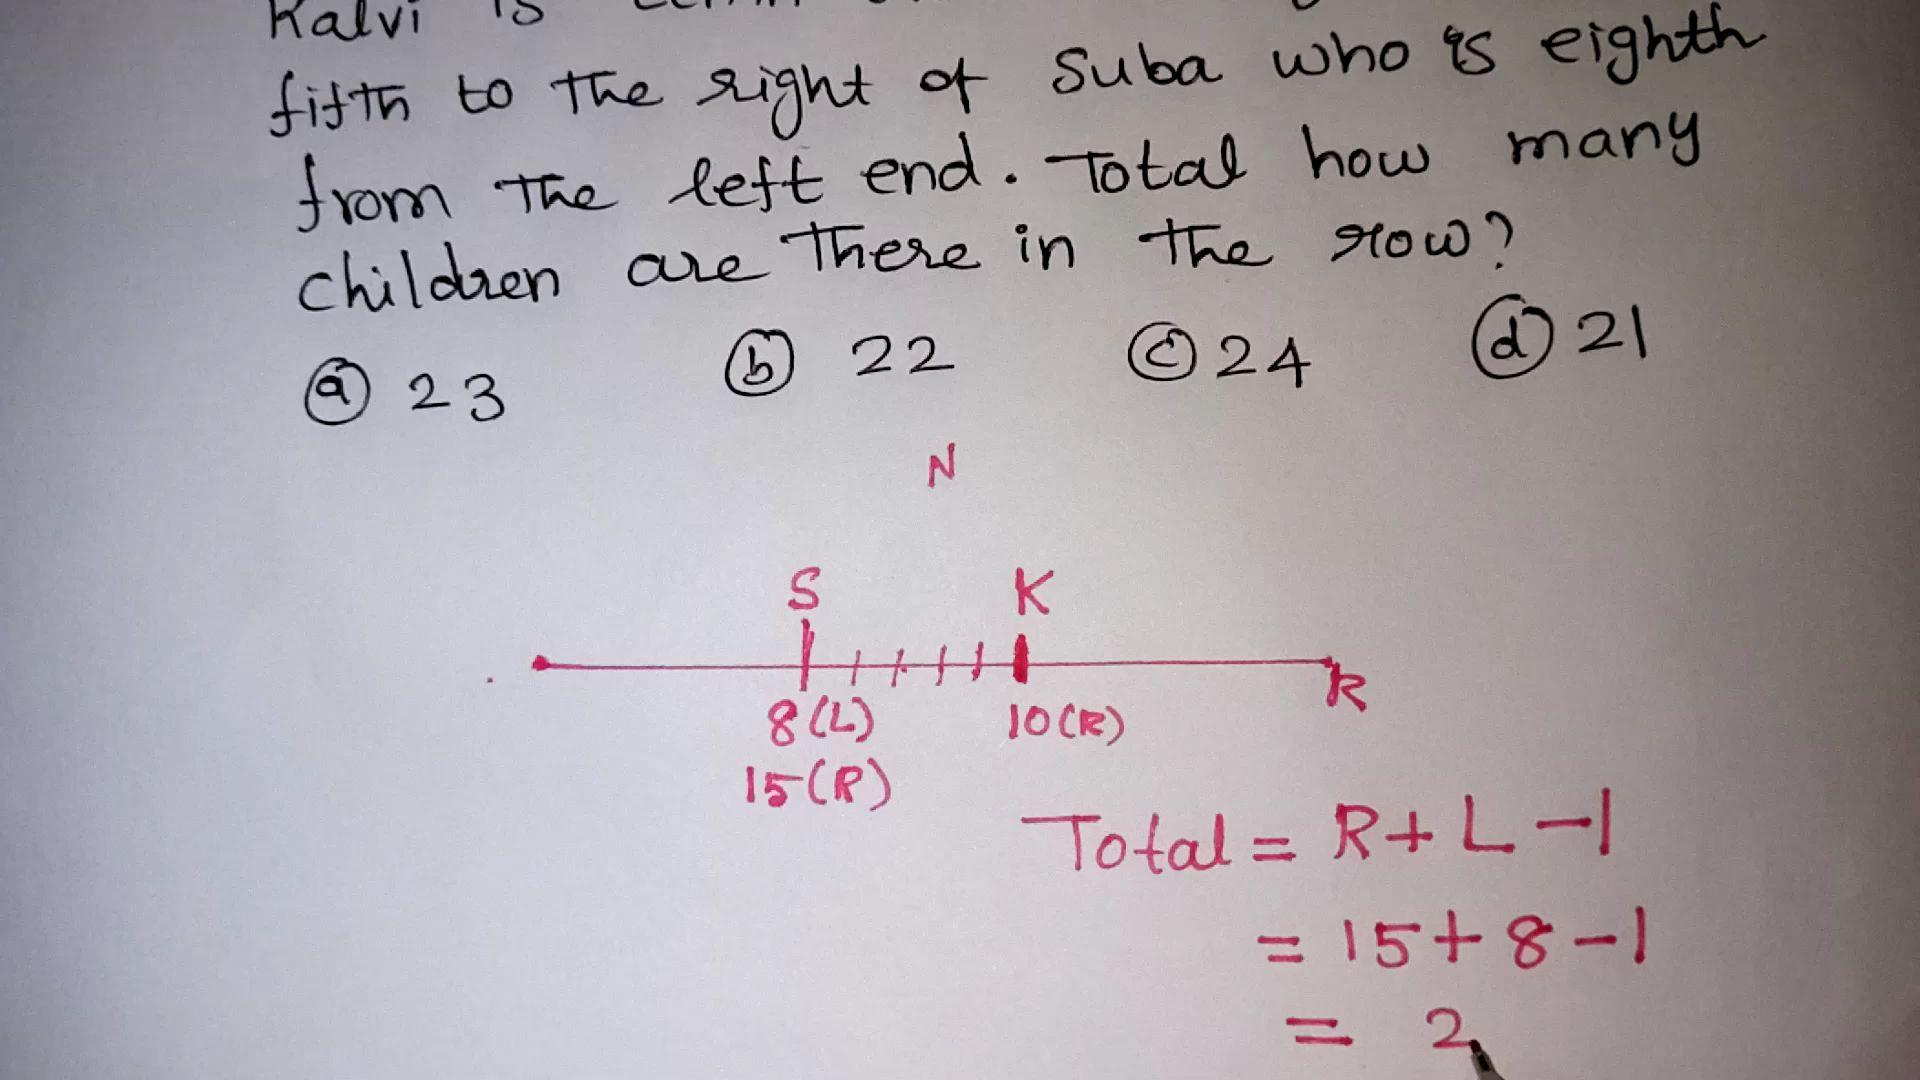 Kalvi is
fifth to the right of Suba who is eighth
from the left end. Total how many
children are there in the row?
(a) 23 (b) 22 (c) 24 (d) 21
N
S K
R
8(L) 10(R)
15(R)
Total = R+L-1
= 15+8-1
= 2